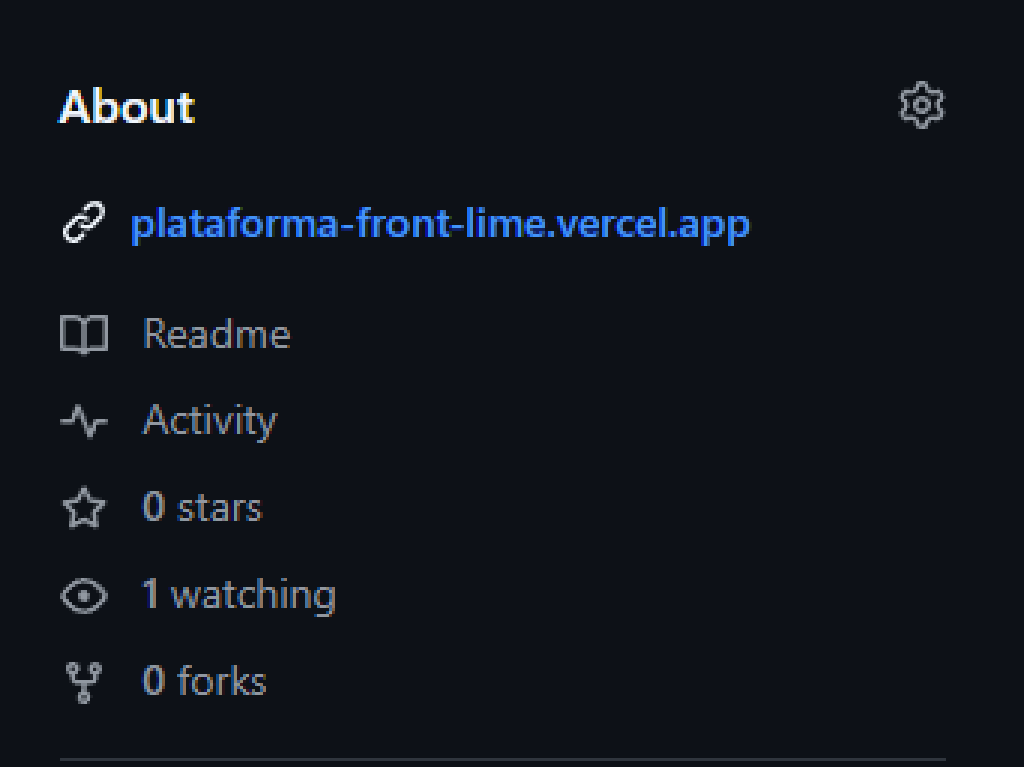 About
plataforma-front-lime.vercel.app
Readme
Activity
0 stars
1 watching
0 forks